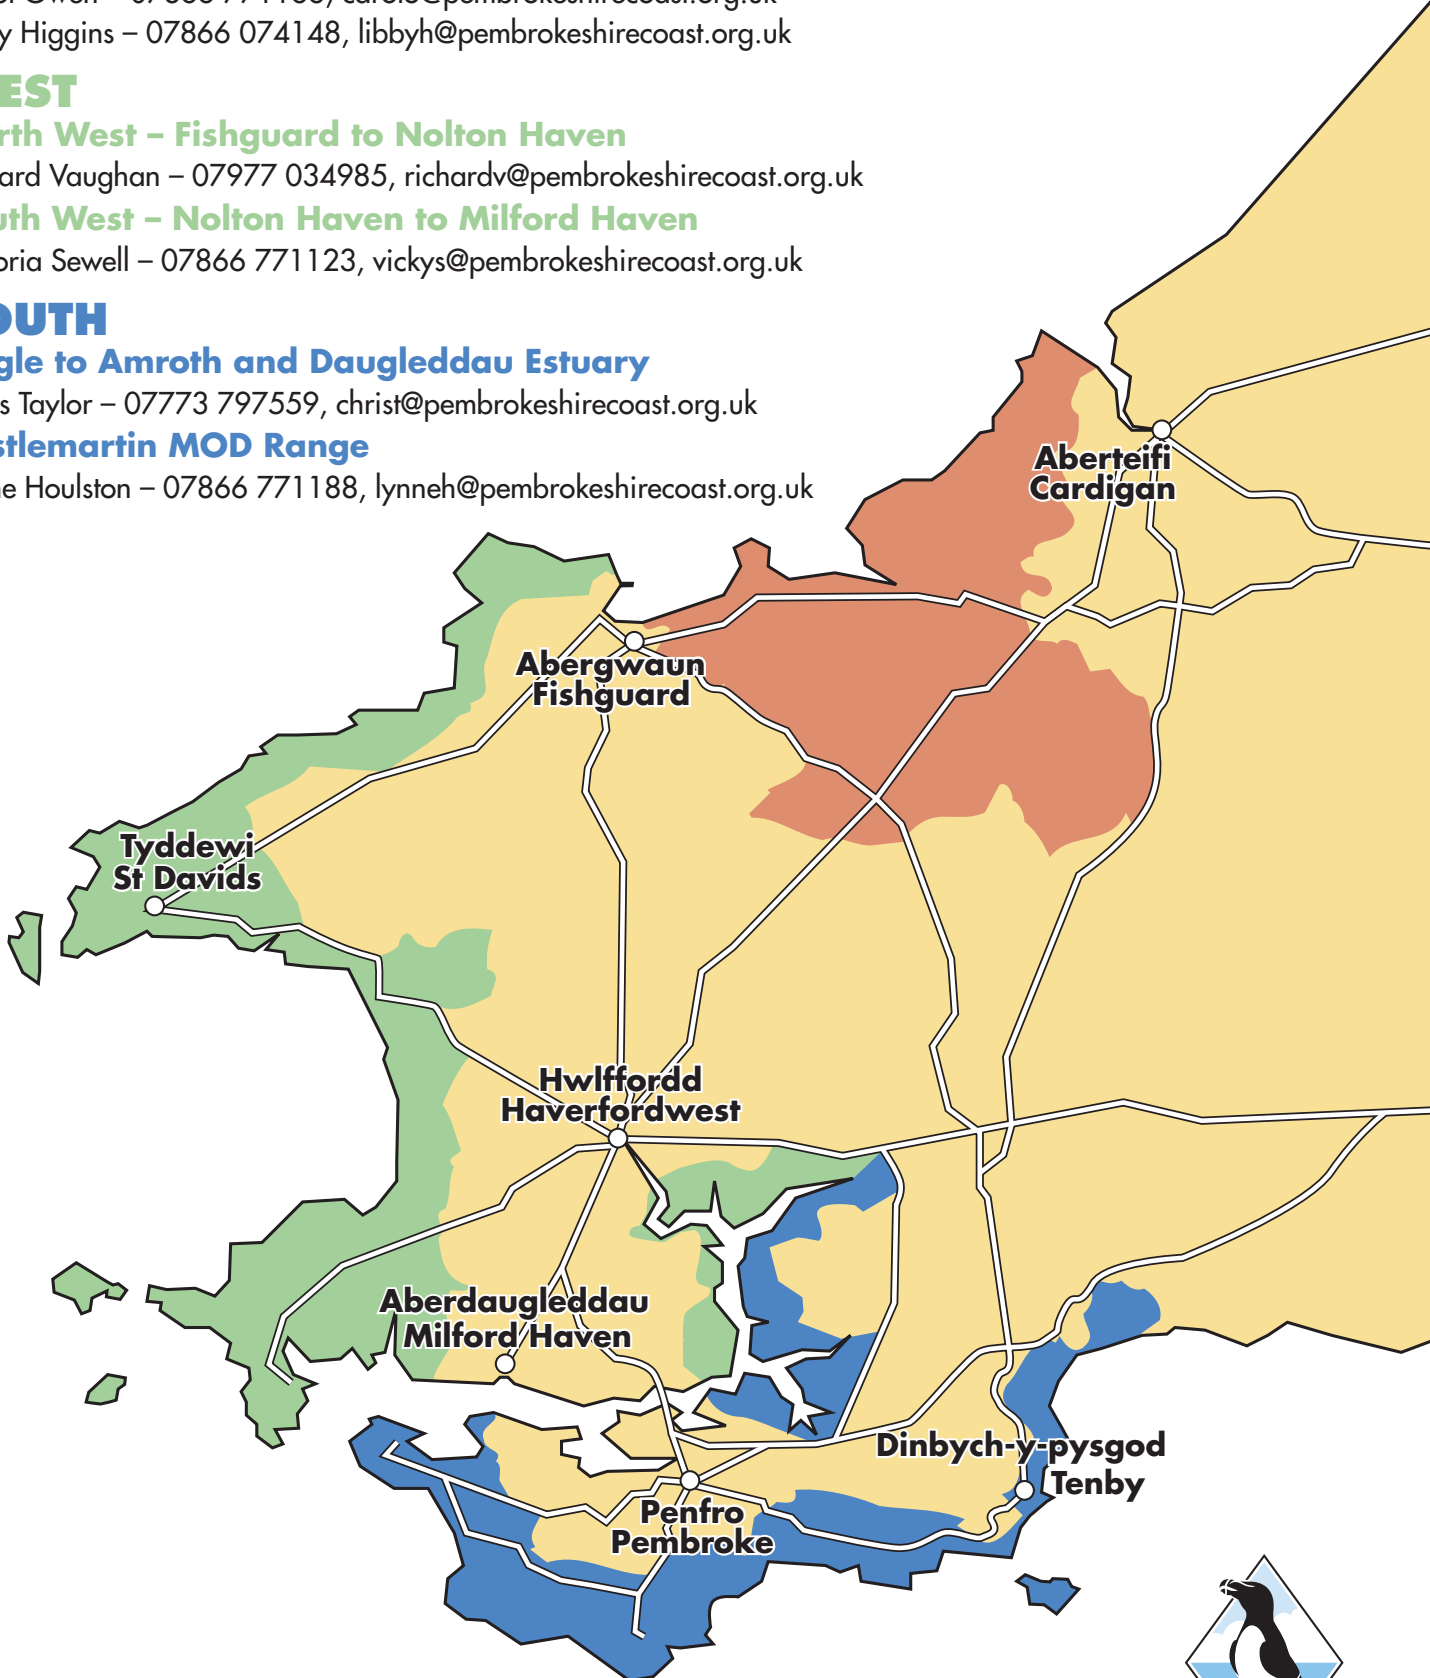 y Higgins – 07866 074148, libbyh@pembrokeshirecoast.org.uk
EST
rth West – Fishguard to Nolton Haven
ard Vaughan – 07977 034985, richardv@pembrokeshirecoast.org.uk
uth West – Nolton Haven to Milford Haven
oria Sewell – 07866 771123, vickys@pembrokeshirecoast.org.uk
OUTH
gle to Amroth and Daugleddau Estuary
s Taylor – 07773 797559, christ@pembrokeshirecoast.org.uk
stlemartin MOD Range
e Houlston – 07866 771188, lynneh@pembrokeshirecoast.org.uk
Aberteifi
Cardigan
Abergwaun
Fishguard
Tyddewi
St Davids
Hwlffordd
Haverfordwest
Aberdaugleddau
Milford Haven
Dinbych-y-pysgod
Tenby
Penfro
Pembroke